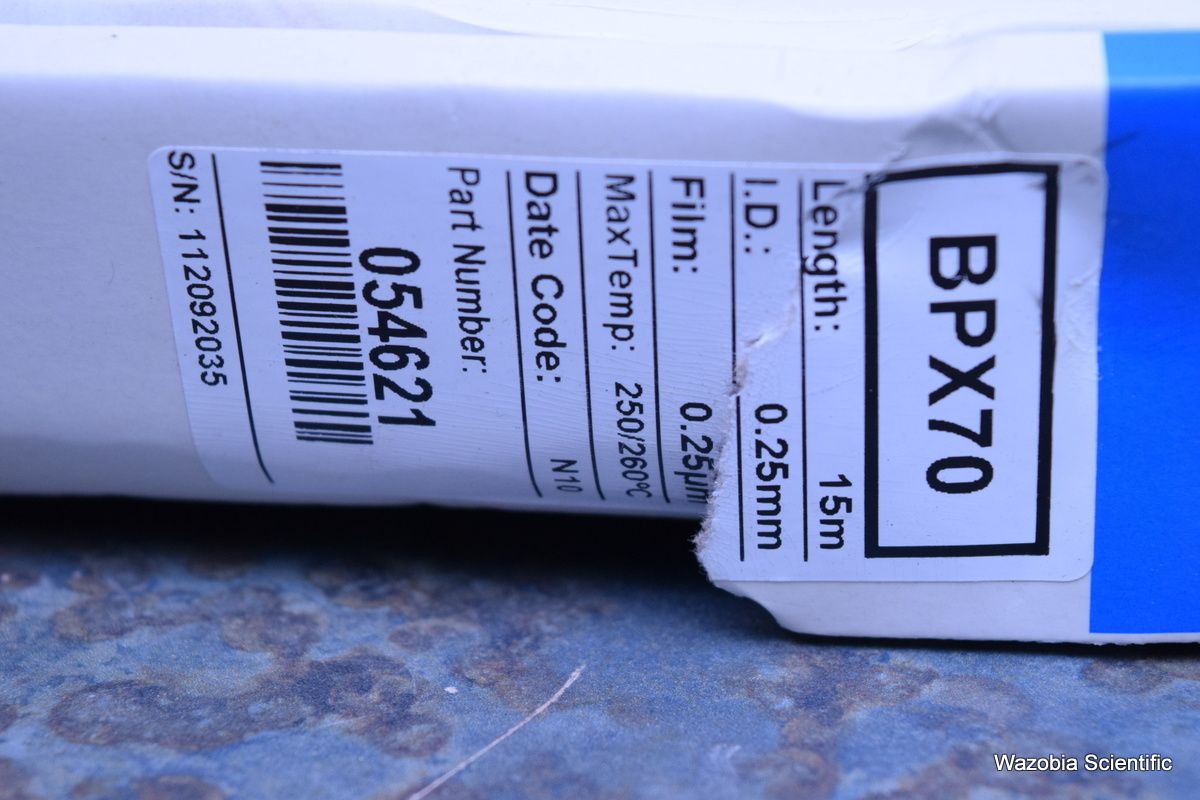 BPX70
Length: 15m
I.D.: 0.25mm
Film: 0.25µm
MaxTemp: 250/260ºC
Date Code: N10
Part Number:
054621
S/N: 112092035
Wazobia Scientific